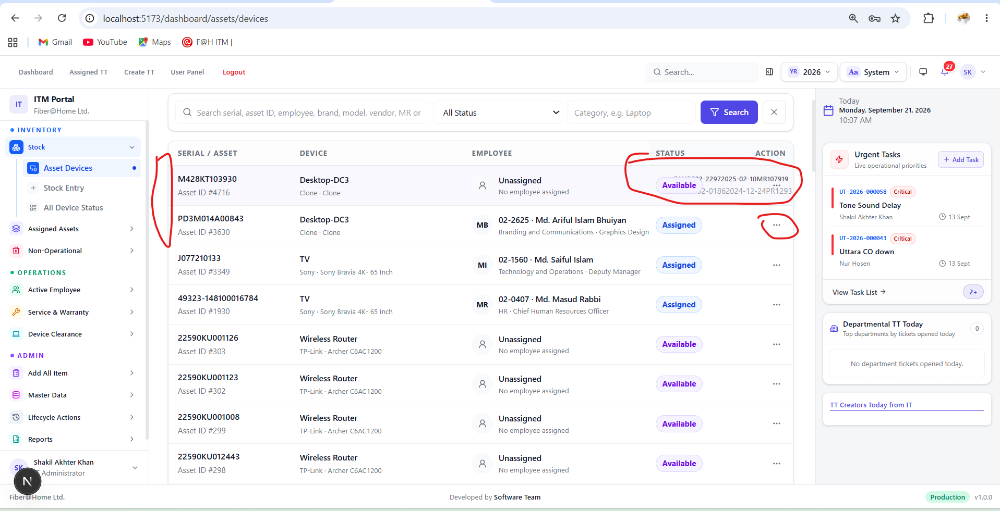 localhost:5173/dashboard/assets/devices
Gmail YouTube Maps F@H ITM |
Dashboard Assigned TT Create TT User Panel Logout Search... YR 2026 Aa System 27 SK
IT ITM Portal
Fiber@Home Ltd.
INVENTORY
Stock
Asset Devices
Stock Entry
All Device Status
Assigned Assets
Non-Operational
OPERATIONS
Active Employee
Service & Warranty
Device Clearance
ADMIN
Add All Item
Master Data
Lifecycle Actions
Reports
SK Shakil Akhter Khan
Administrator
N
Search serial, asset ID, employee, brand, model, vendor, MR or All Status Category, e.g. Laptop Search
SERIAL / ASSET DEVICE EMPLOYEE STATUS ACTION
M428KT103930 Desktop-DC3 Unassigned Available 02-22972025-02-10MR107919
Asset ID #4716 Clone · Clone No employee assigned 02-01862024-12-24PR1293
PD3M014A00843 Desktop-DC3 MB 02-2625 · Md. Ariful Islam Bhuiyan Assigned
Asset ID #3630 Clone · Clone Branding and Communications · Graphics Design
J077210133 TV MI 02-1560 · Md. Saiful Islam Assigned
Asset ID #3349 Sony · Sony Bravia 4K- 65 Inch Technology and Operations · Deputy Manager
49323-148100016784 TV MR 02-0407 · Md. Masud Rabbi Assigned
Asset ID #1930 Sony · Sony Bravia 4K- 65 Inch HR · Chief Human Resources Officer
22590KU001126 Wireless Router Unassigned Available
Asset ID #303 TP-Link · Archer C6AC1200 No employee assigned
22590KU001123 Wireless Router Unassigned Available
Asset ID #302 TP-Link · Archer C6AC1200 No employee assigned
22590KU001008 Wireless Router Unassigned Available
Asset ID #299 TP-Link · Archer C6AC1200 No employee assigned
22590KU012443 Wireless Router Unassigned Available
Asset ID #298 TP-Link · Archer C6AC1200 No employee assigned
Today
Monday, September 21, 2026
10:07 AM
Urgent Tasks + Add Task
Live operational priorities
UT-2026-000058 Critical
Tone Sound Delay
Shakil Akhter Khan 13 Sept
UT-2026-000043 Critical
Uttara CO down
Nur Hosen 13 Sept
View Task List → 2+
Departmental TT Today 0
Top departments by tickets opened today
No department tickets opened today.
TT Creators Today from IT
Fiber@Home Ltd. Developed by Software Team Production v1.0.0